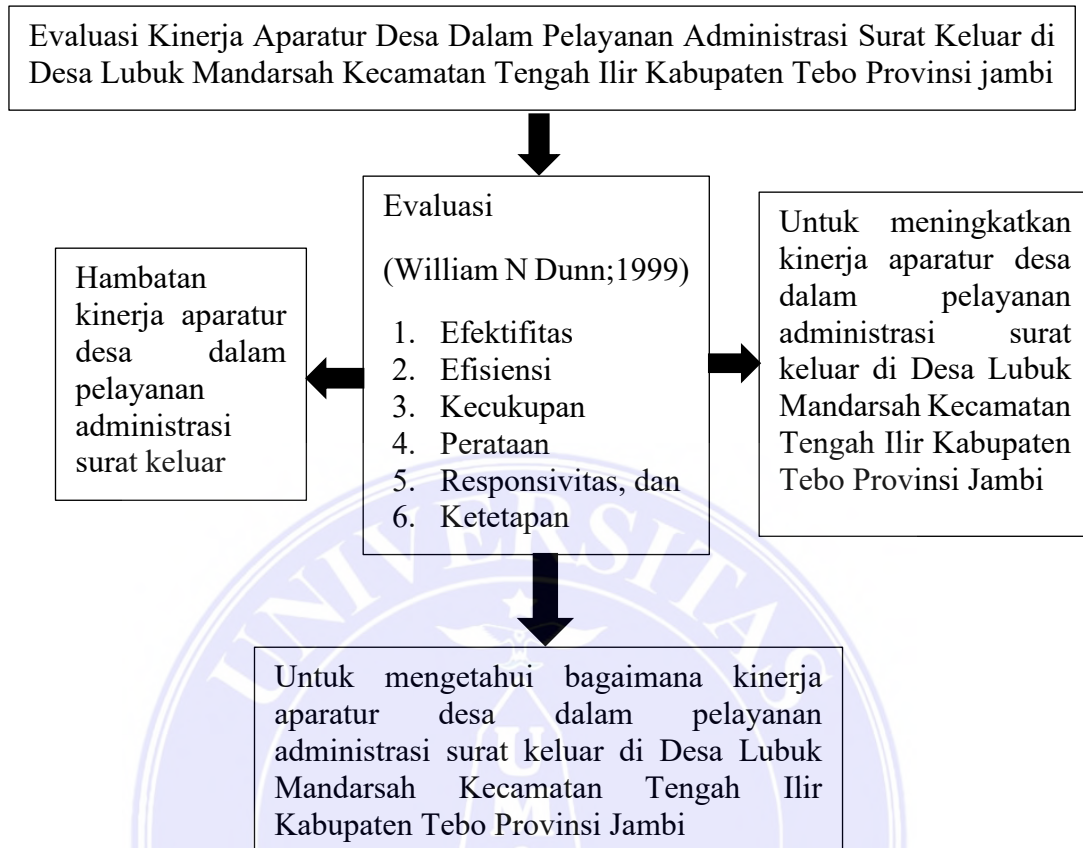 Evaluasi Kinerja Aparatur Desa Dalam Pelayanan Administrasi Surat Keluar di
Desa Lubuk Mandarsah Kecamatan Tengah Ilir Kabupaten Tebo Provinsi jambi
Hambatan
kinerja aparatur
desa dalam
pelayanan
administrasi
surat keluar
Evaluasi
(William N Dunn;1999)
1. Efektifitas
2. Efisiensi
3. Kecukupan
4. Perataan
5. Responsivitas, dan
6. Ketetapan
Untuk meningkatkan
kinerja aparatur desa
dalam pelayanan
administrasi surat
keluar di Desa Lubuk
Mandarsah Kecamatan
Tengah Ilir Kabupaten
Tebo Provinsi Jambi
UNIVERSITAS
Untuk mengetahui bagaimana kinerja
aparatur desa dalam pelayanan
administrasi surat keluar di Desa Lubuk
Mandarsah Kecamatan Tengah Ilir
Kabupaten Tebo Provinsi Jambi
U
M